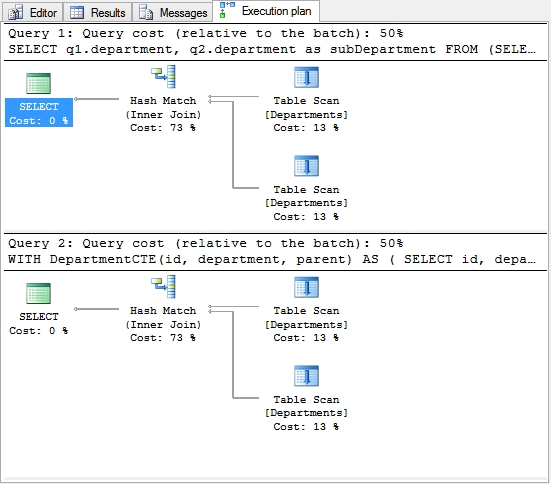 Editor Results Messages Execution plan
Query 1: Query cost (relative to the batch): 50%
SELECT q1.department, q2.department as subDepartment FROM (SELE...
SELECT
Cost: 0 %
Hash Match
(Inner Join)
Cost: 73 %
Table Scan
[Departments]
Cost: 13 %
Table Scan
[Departments]
Cost: 13 %
Query 2: Query cost (relative to the batch): 50%
WITH DepartmentCTE(id, department, parent) AS ( SELECT id, depa...
SELECT
Cost: 0 %
Hash Match
(Inner Join)
Cost: 73 %
Table Scan
[Departments]
Cost: 13 %
Table Scan
[Departments]
Cost: 13 %